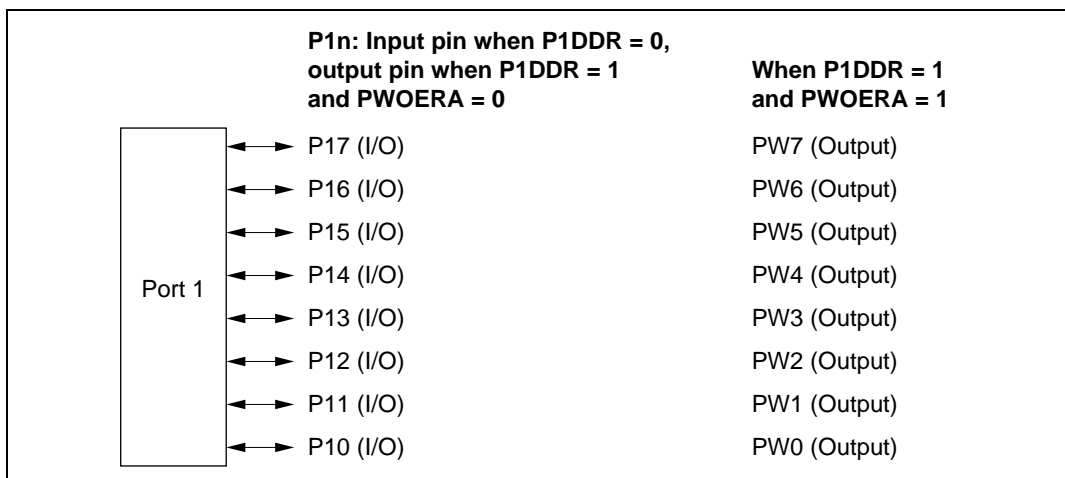 P1n: Input pin when P1DDR = 0,
output pin when P1DDR = 1
and PWOERA = 0
When P1DDR = 1
and PWOERA = 1
Port 1
P17 (I/O) PW7 (Output)
P16 (I/O) PW6 (Output)
P15 (I/O) PW5 (Output)
P14 (I/O) PW4 (Output)
P13 (I/O) PW3 (Output)
P12 (I/O) PW2 (Output)
P11 (I/O) PW1 (Output)
P10 (I/O) PW0 (Output)